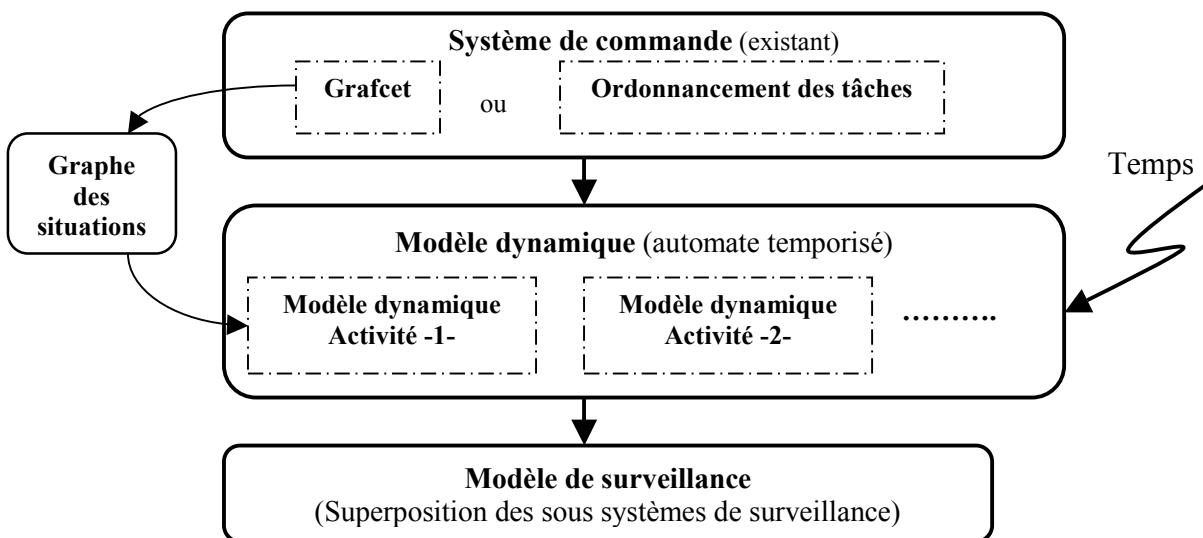 Système de commande (existant)
Grafcet
ou
Ordonnancement des tâches
Graphe
des
situations
Temps
Modèle dynamique (automate temporisé)
Modèle dynamique
Activité -1-
Modèle dynamique
Activité -2-
……….
Modèle de surveillance
(Superposition des sous systèmes de surveillance)